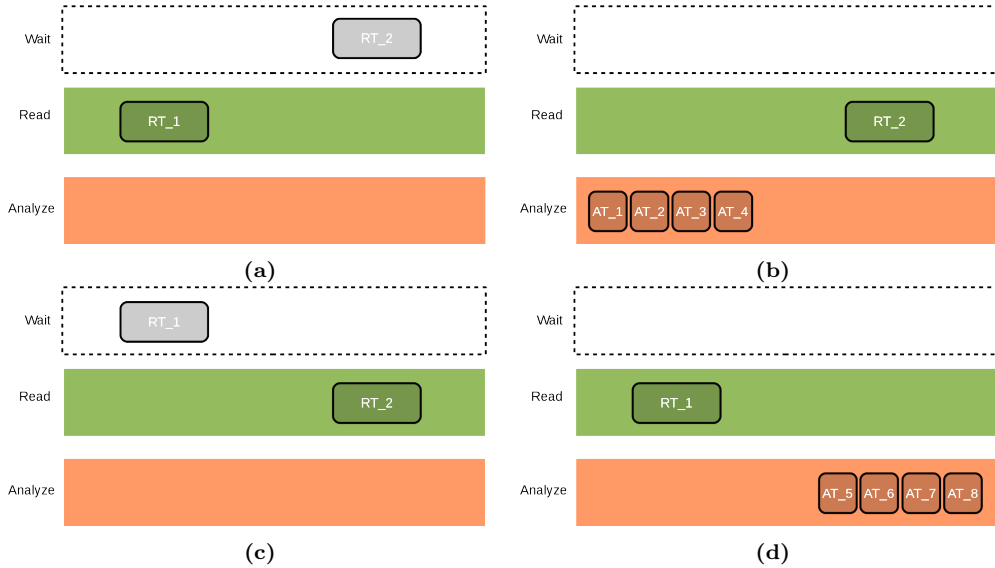 Wait
RT_2
Read
RT_1
Analyze
(a)
Wait
Read
RT_2
Analyze
AT_1 AT_2 AT_3 AT_4
(b)
Wait
RT_1
Read
RT_2
Analyze
(c)
Wait
Read
RT_1
Analyze
AT_5 AT_6 AT_7 AT_8
(d)